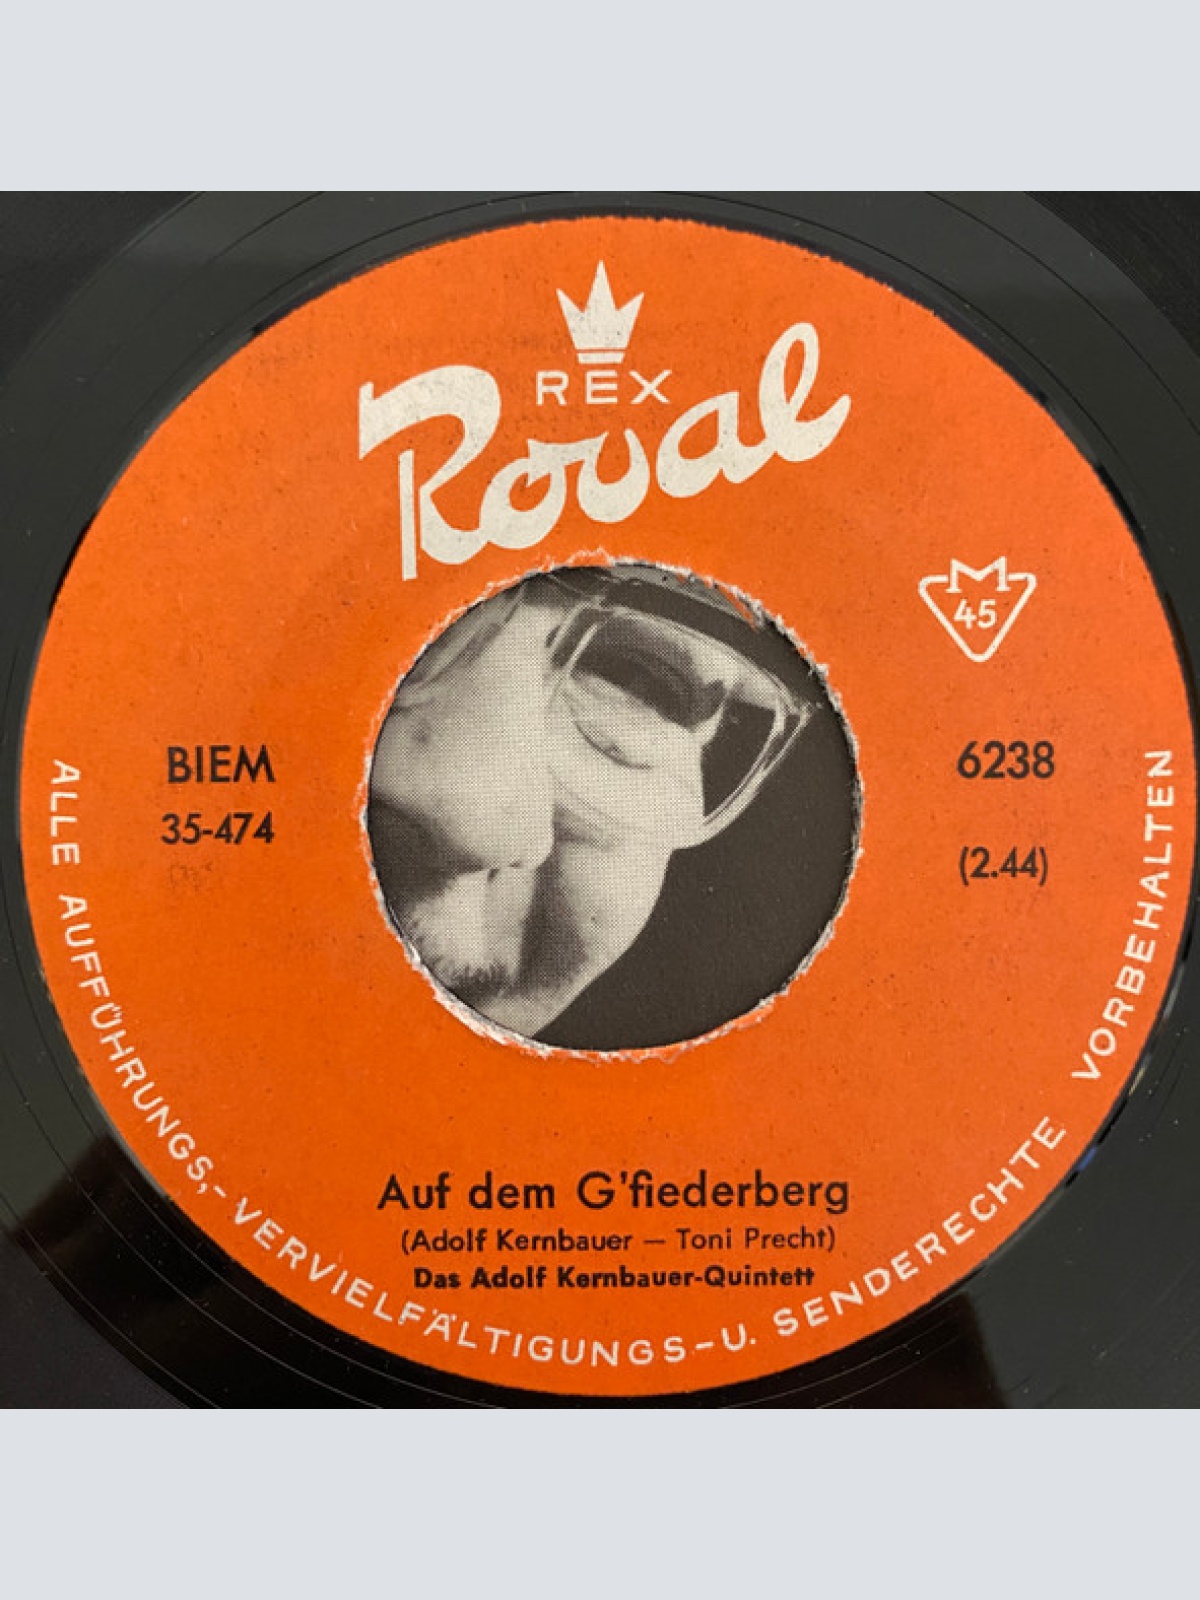 REX
Royal
M
45
BIEM
35-474
6238
(2.44)
Auf dem G'fiederberg
(Adolf Kernbauer — Toni Precht)
Das Adolf Kernbauer-Quintett
ALLE AUFFÜHRUNGS,- VERVIELFÄLTIGUNGS-U. SENDERECHTE VORBEHALTEN